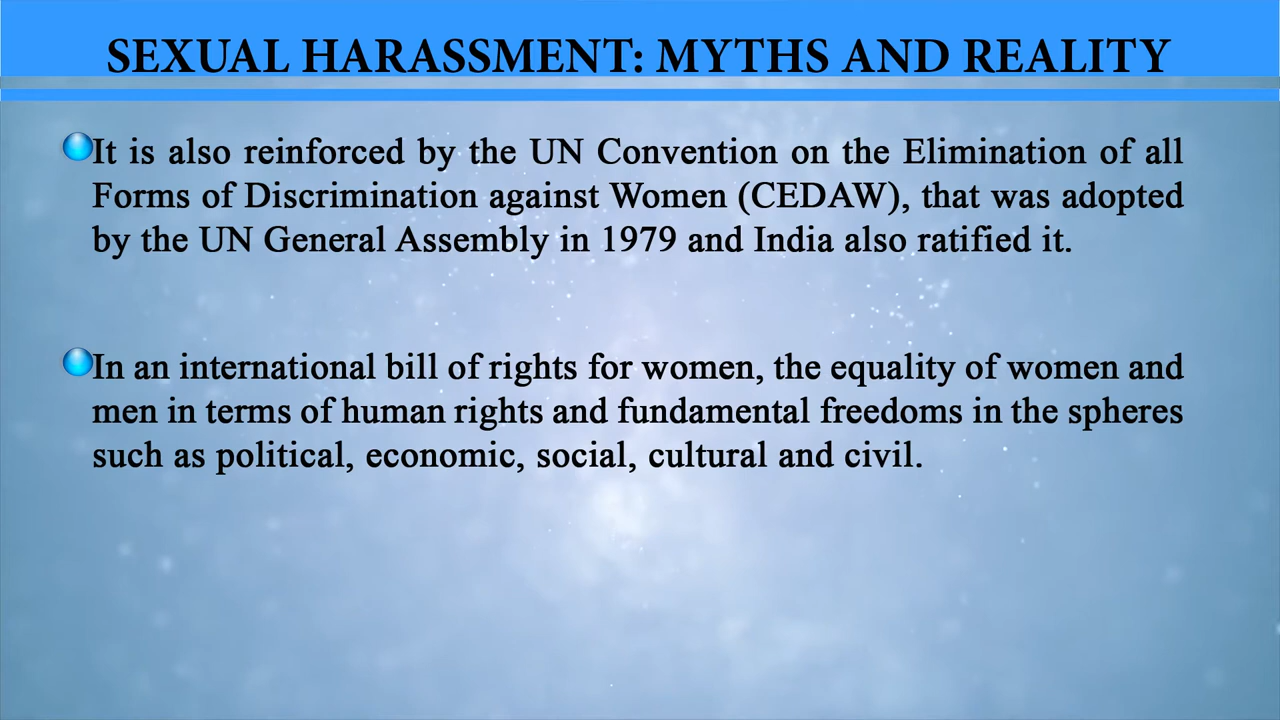 SEXUAL HARASSMENT: MYTHS AND REALITY
It is also reinforced by the UN Convention on the Elimination of all
Forms of Discrimination against Women (CEDAW), that was adopted
by the UN General Assembly in 1979 and India also ratified it.
In an international bill of rights for women, the equality of women and
men in terms of human rights and fundamental freedoms in the spheres
such as political, economic, social, cultural and civil.